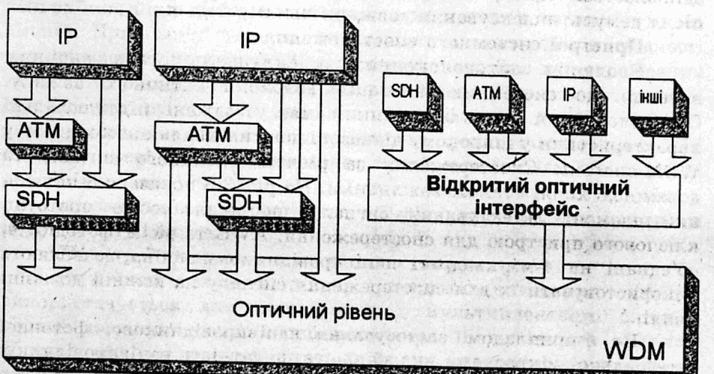 IP
IP
SDH
ATM
IP
інші
ATM
ATM
SDH
SDH
Відкритий оптичний
інтерфейс
Оптичний рівень
WDM